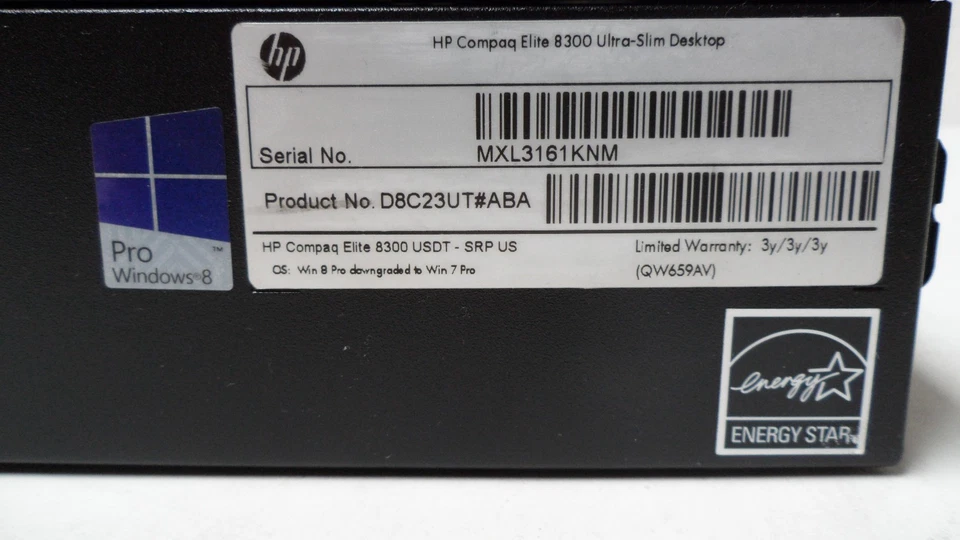 hp
HP Compaq Elite 8300 Ultra-Slim Desktop
Serial No.
MXL3161KNM
Product No. D8C23UT#ABA
HP Compaq Elite 8300 USDT - SRP US
Limited Warranty: 3y/3y/3y
OS: Win 8 Pro downgraded to Win 7 Pro
(QW659AV)
Pro™
Windows®8
energy
ENERGY STAR